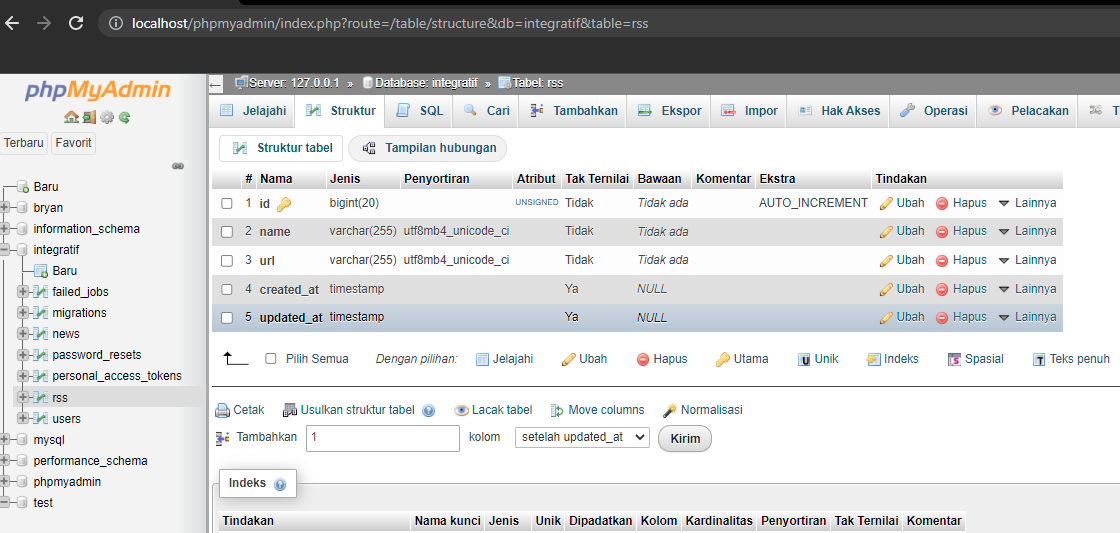 localhost/phpmyadmin/index.php?route=/table/structure&db=integratif&table=rss
phpMyAdmin
Terbaru Favorit
Baru
bryan
information_schema
integratif
Baru
failed_jobs
migrations
news
password_resets
personal_access_tokens
rss
users
mysql
performance_schema
phpmyadmin
test
Server: 127.0.0.1 » Database: integratif » Tabel: rss
Jelajahi Struktur SQL Cari Tambahkan Ekspor Impor Hak Akses Operasi Pelacakan T
Struktur tabel Tampilan hubungan
# Nama Jenis Penyortiran Atribut Tak Ternilai Bawaan Komentar Ekstra Tindakan
1 id bigint(20) UNSIGNED Tidak Tidak ada AUTO_INCREMENT Ubah Hapus Lainnya
2 name varchar(255) utf8mb4_unicode_ci Tidak Tidak ada Ubah Hapus Lainnya
3 url varchar(255) utf8mb4_unicode_ci Tidak Tidak ada Ubah Hapus Lainnya
4 created_at timestamp Ya NULL Ubah Hapus Lainnya
5 updated_at timestamp Ya NULL Ubah Hapus Lainnya
Pilih Semua Dengan pilihan: Jelajahi Ubah Hapus Utama Unik Indeks Spasial Teks penuh
Cetak Usulkan struktur tabel Lacak tabel Move columns Normalisasi
Tambahkan 1 kolom setelah updated_at Kirim
Indeks
Tindakan Nama kunci Jenis Unik Dipadatkan Kolom Kardinalitas Penyortiran Tak Ternilai Komentar